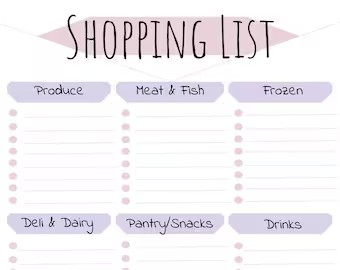 Shopping List
Produce
Meat & Fish
Frozen
Deli & Dairy
Pantry/Snacks
Drinks